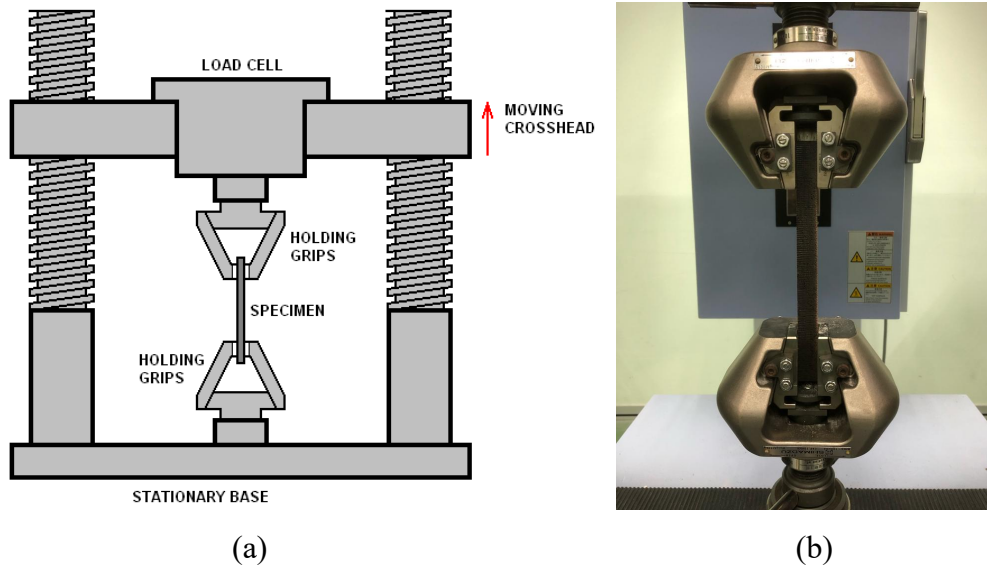 LOAD CELL
MOVING
CROSSHEAD
HOLDING
GRIPS
SPECIMEN
HOLDING
GRIPS
STATIONARY BASE
(a)
(b)